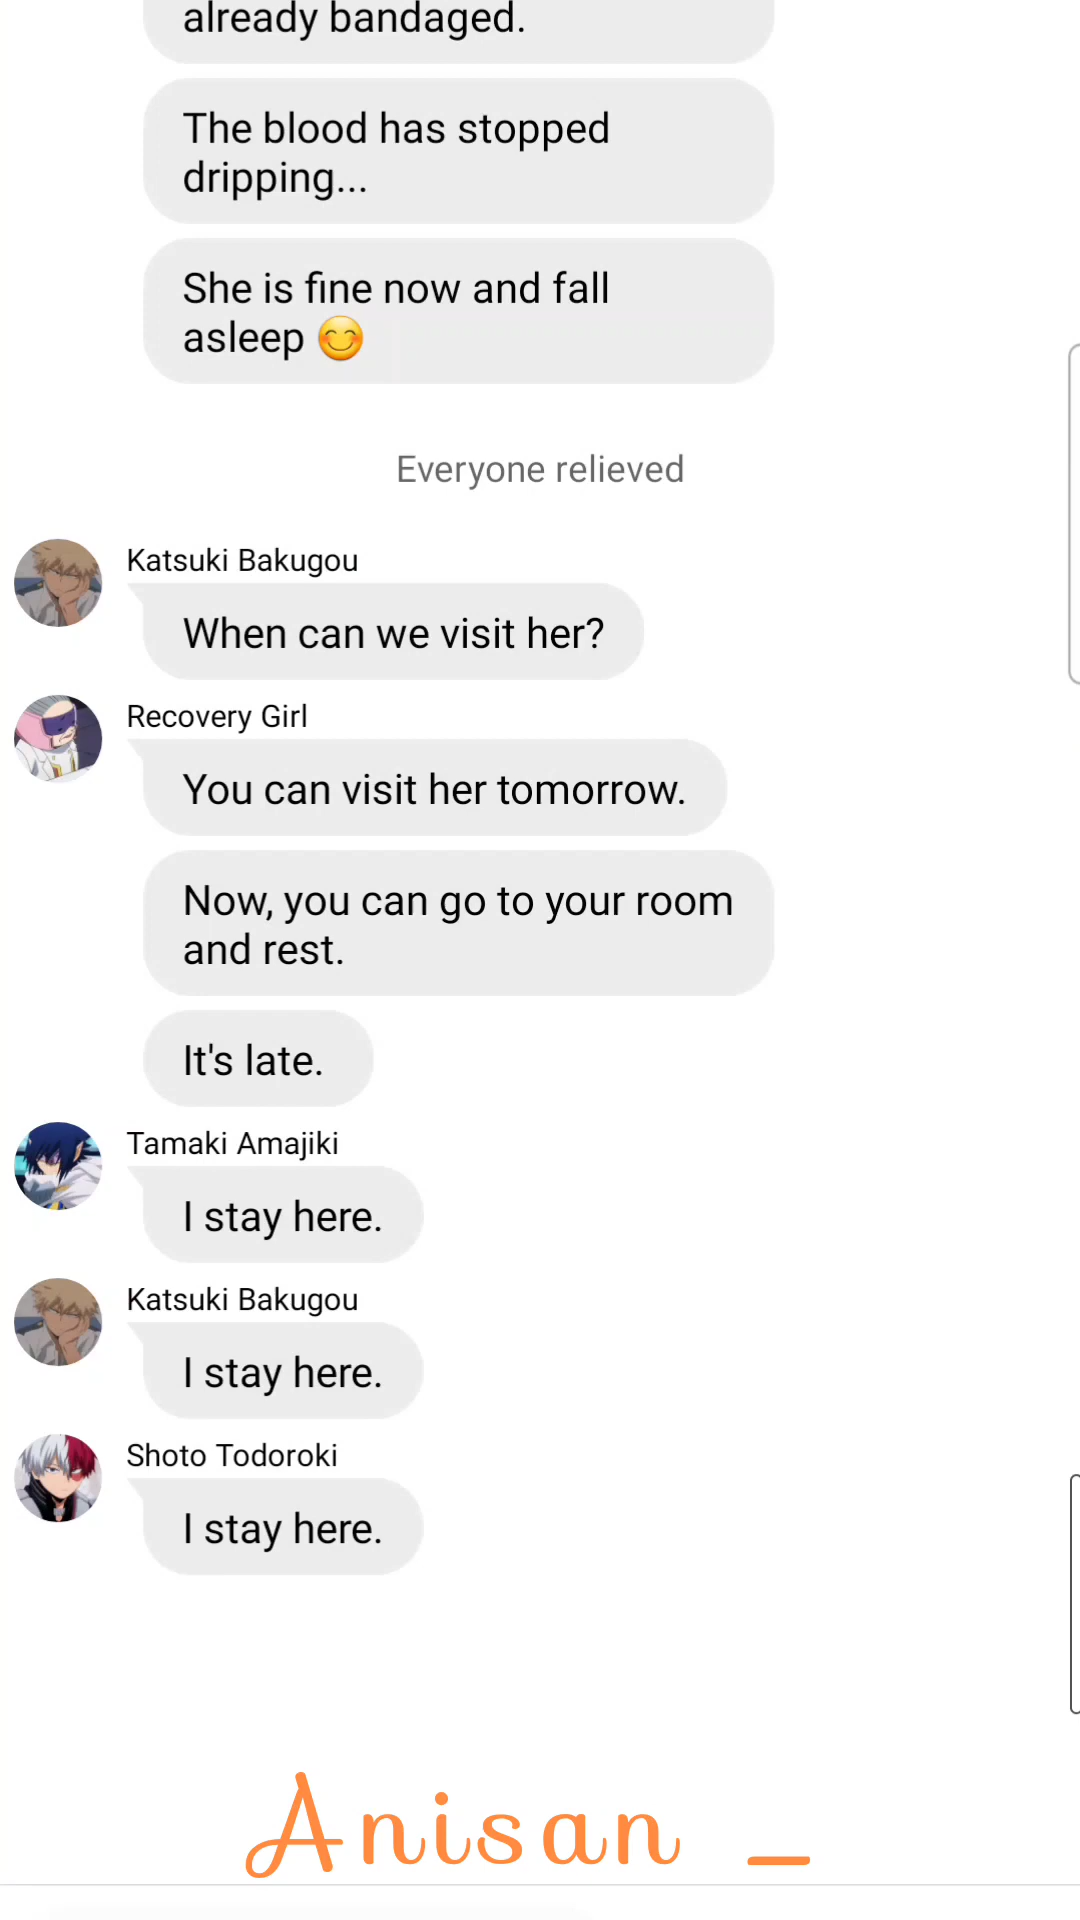 already bandaged.
The blood has stopped
dripping...
She is fine now and fall
asleep 😊
Everyone relieved
Katsuki Bakugou
When can we visit her?
Recovery Girl
You can visit her tomorrow.
Now, you can go to your room
and rest.
It's late.
Tamaki Amajiki
I stay here.
Katsuki Bakugou
I stay here.
Shoto Todoroki
I stay here.
Anisan _